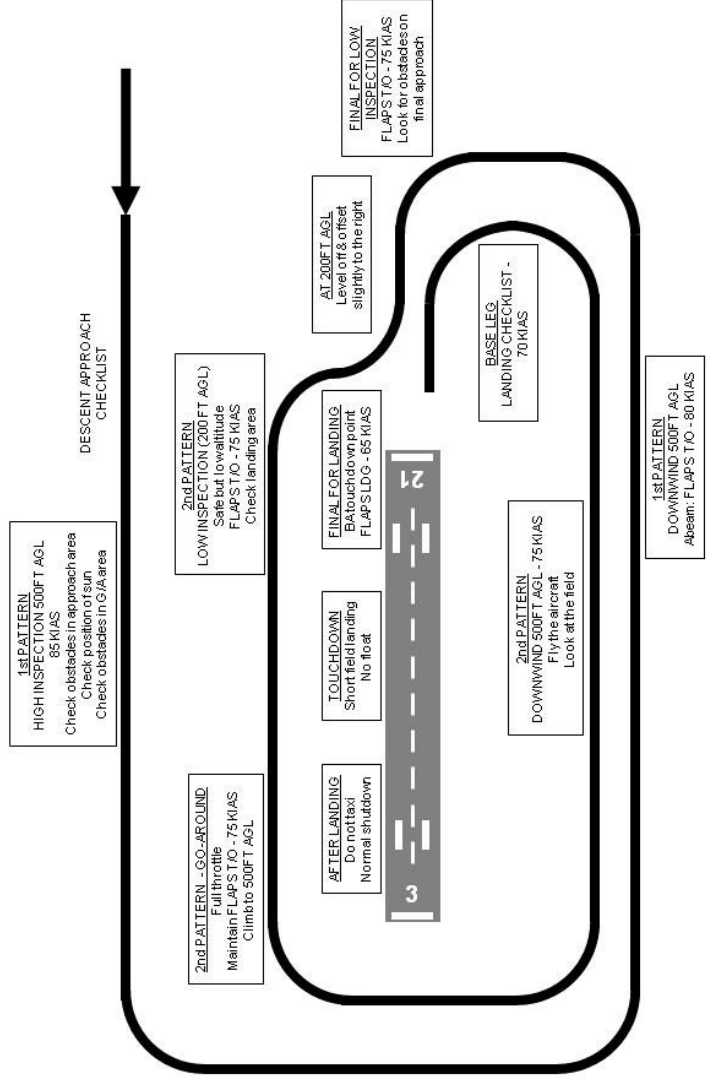 DESCENT APPROACH
CHECKLIST
1st PATTERN
HIGH INSPECTION 500FT AGL
85 KIAS
Check obstacles in approach area
Check position of sun
Check obstacles in G/A area
1st PATTERN
DOWNWIND 500FT AGL
Abeam: FLAPS T/O - 80 KIAS
FINAL FOR LOW
INSPECTION
FLAPS T/O - 75 KIAS
Look for obstacles on
final approach
AT 200FT AGL
Level off & offset
slightly to the right
2nd PATTERN
LOW INSPECTION (200 FT AGL)
Safe but low altitude
FLAPS T/O - 75 KIAS
Check landing area
2nd PATTERN - GO-AROUND
Full throttle
Maintain FLAPS T/O - 75 KIAS
Climb to 500FT AGL
2nd PATTERN
DOWNWIND 500FT AGL - 75 KIAS
Fly the aircraft
Look at the field
BASE LEG
LANDING CHECKLIST -
70 KIAS
FINAL FOR LANDING
BA touchdown point
FLAPS LDG - 65 KIAS
TOUCHDOWN
Short field landing
No float
AFTER LANDING
Do not taxi
Normal shutdown
3
21